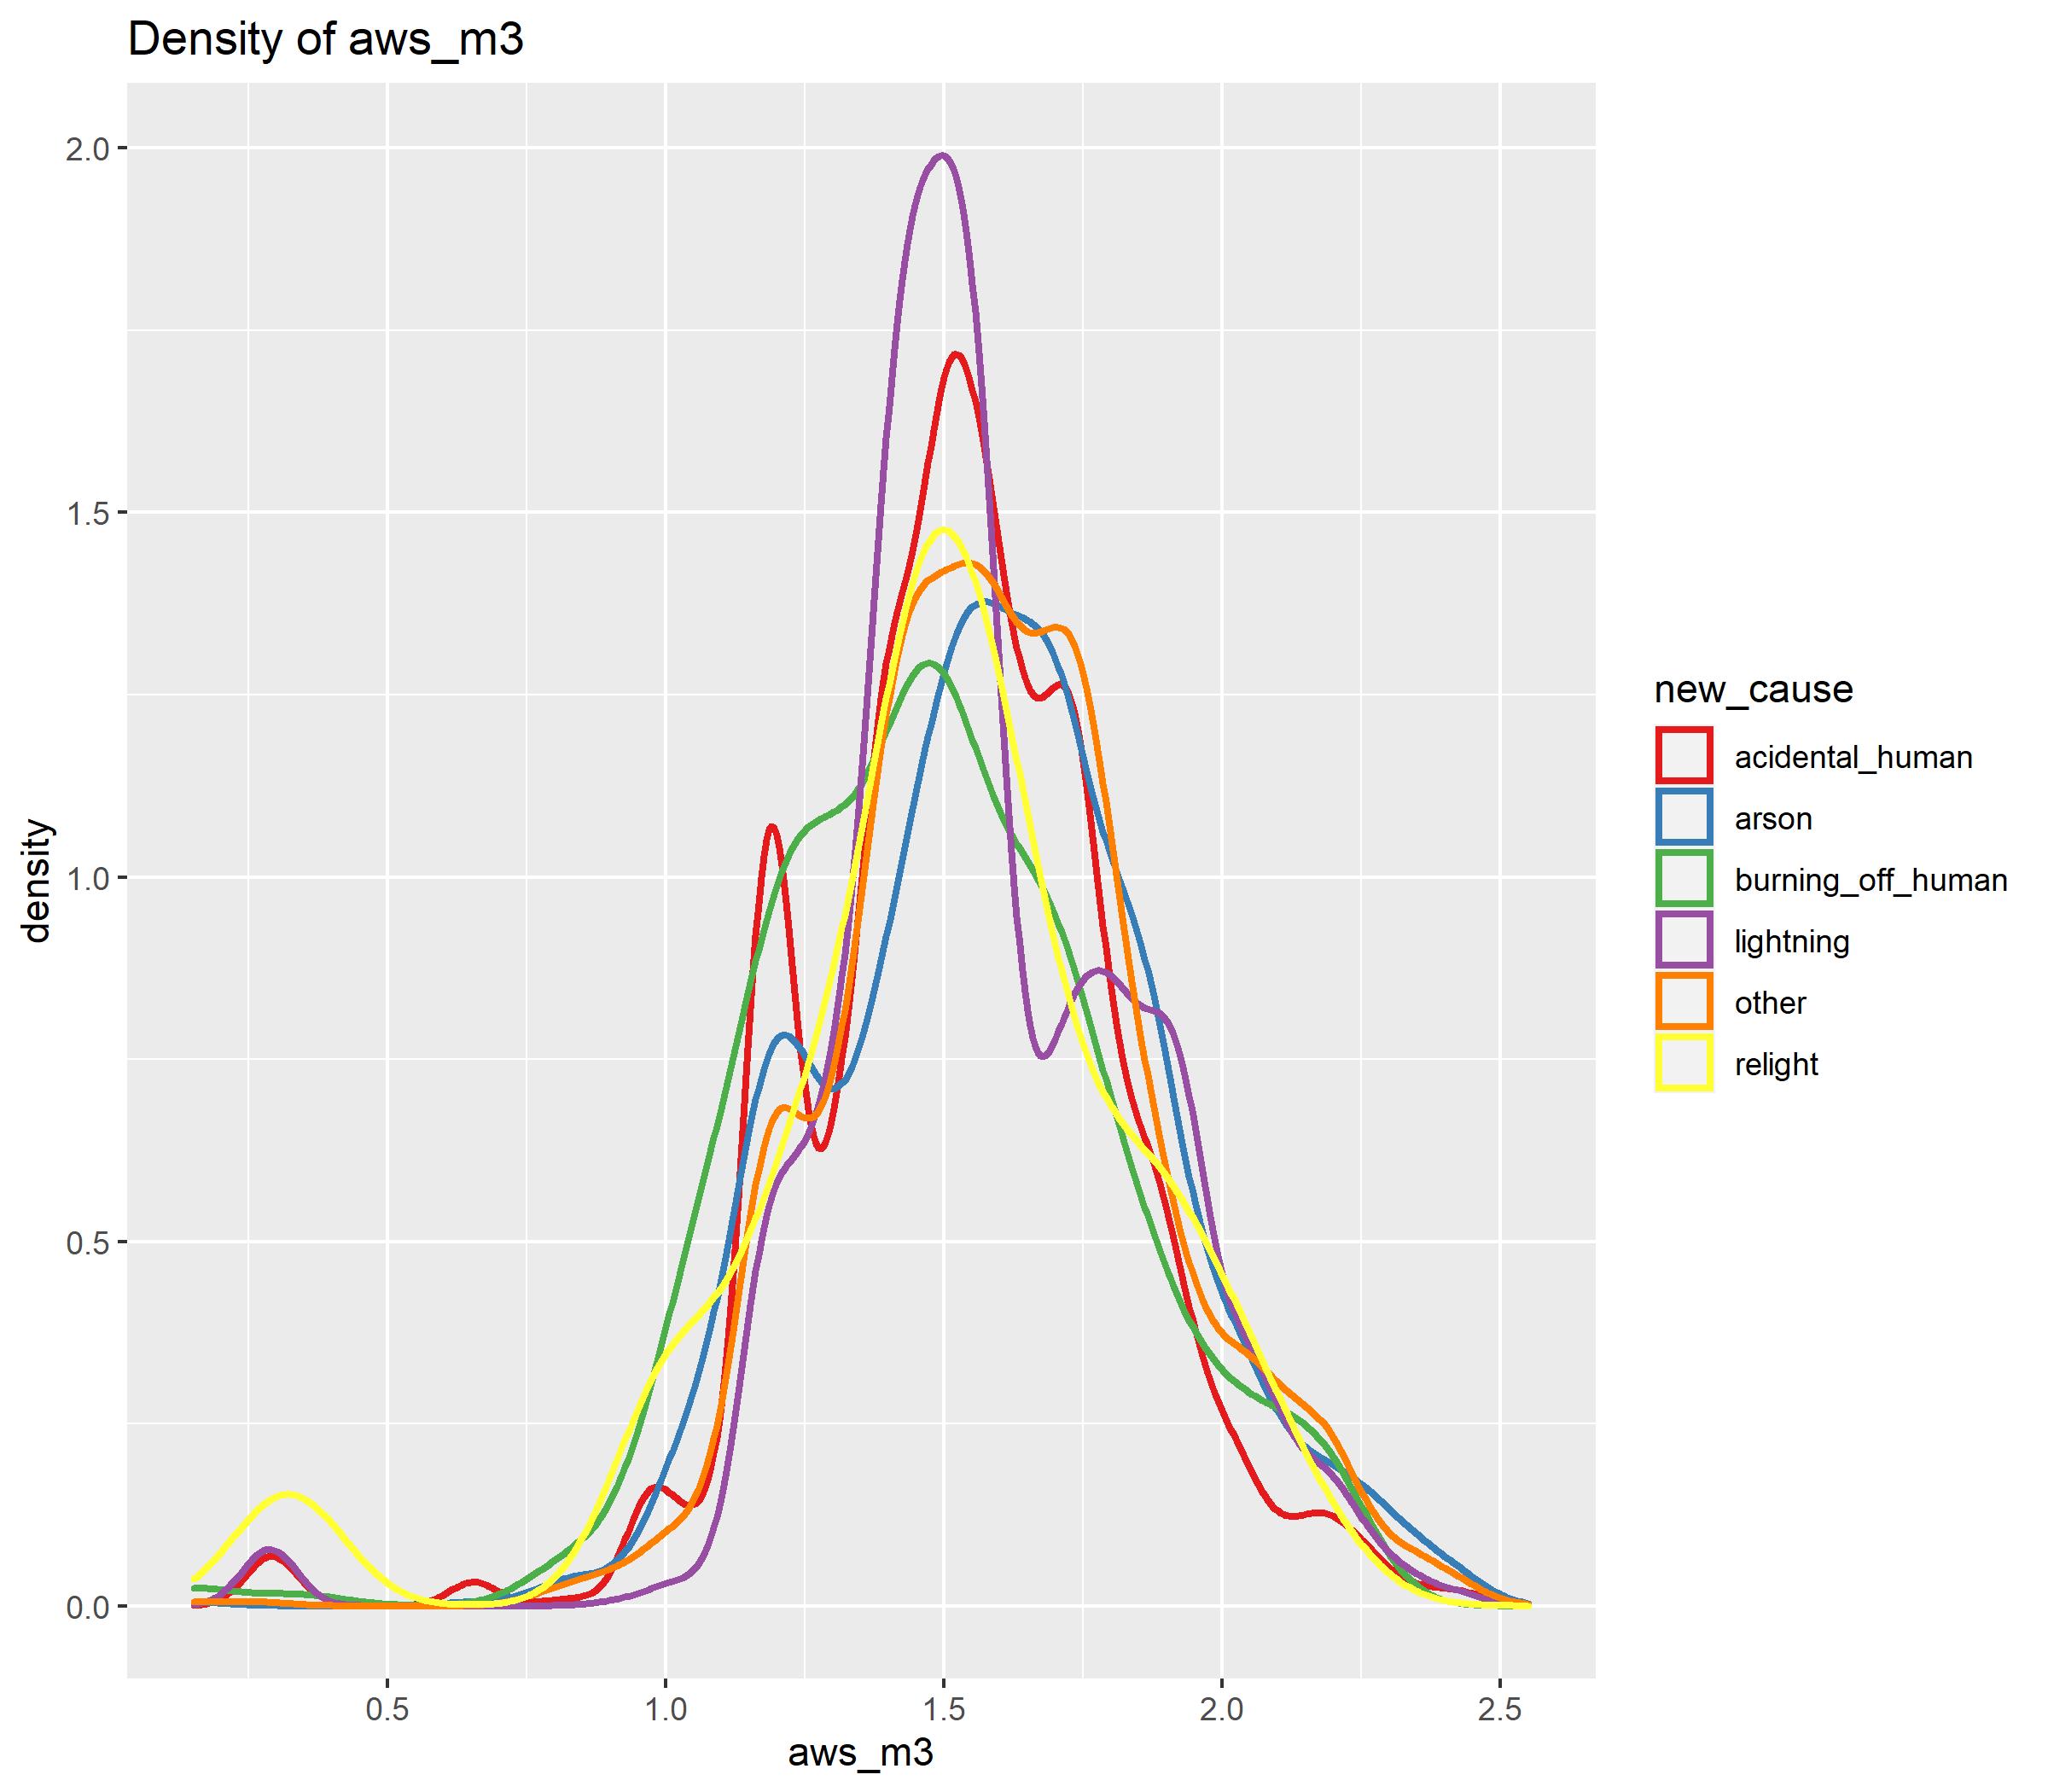 Density of aws_m3
2.0
1.5
1.0
0.5
0.0
density
0.5
1.0
1.5
2.0
2.5
aws_m3
new_cause
acidental_human
arson
burning_off_human
lightning
other
relight